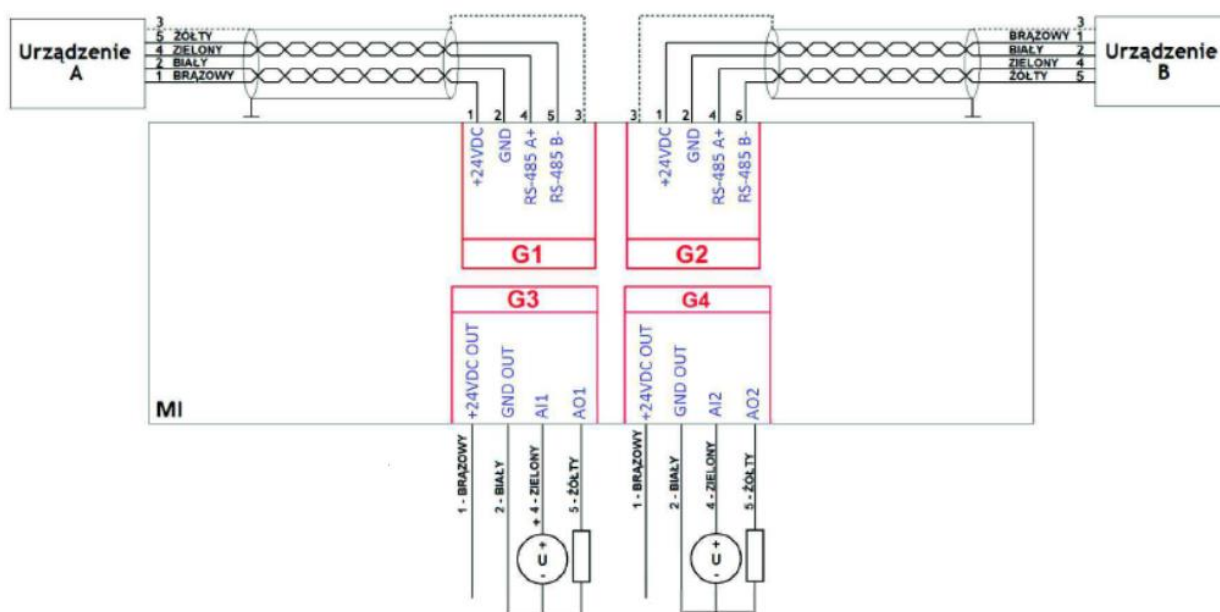 Urządzenie
A
3
5 ŻÓŁTY
4 ZIELONY
2 BIAŁY
1 BRĄZOWY
3
BRĄZOWY 1
BIAŁY 2
ZIELONY 4
ŻÓŁTY 5
Urządzenie
B
1 2 4 5 3
+24VDC
GND
RS-485 A+
RS-485 B-
G1
3 1 2 4 5
+24VDC
GND
RS-485 A+
RS-485 B-
G2
G3
+24VDC OUT
GND OUT
AI1
AO1
G4
+24VDC OUT
GND OUT
AI2
AO2
MI
1 - BRĄZOWY
2 - BIAŁY
+ 4 - ZIELONY
5 - ŻÓŁTY
+
U
-
1 - BRĄZOWY
2 - BIAŁY
4 - ZIELONY
5 - ŻÓŁTY
+
U
-